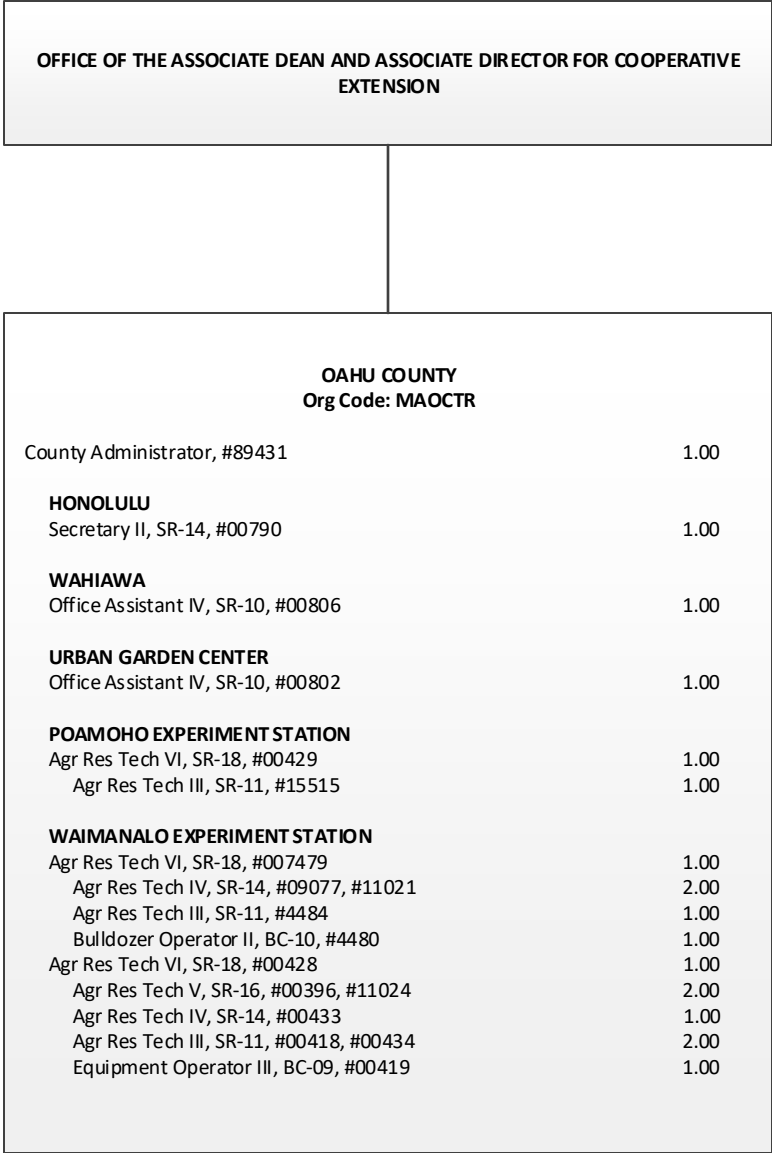 OFFICE OF THE ASSOCIATE DEAN AND ASSOCIATE DIRECTOR FOR COOPERATIVE
EXTENSION
OAHU COUNTY
Org Code: MAOCTR
County Administrator, #89431 1.00
HONOLULU
Secretary II, SR-14, #00790 1.00
WAHIAWA
Office Assistant IV, SR-10, #00806 1.00
URBAN GARDEN CENTER
Office Assistant IV, SR-10, #00802 1.00
POAMOHO EXPERIMENT STATION
Agr Res Tech VI, SR-18, #00429 1.00
Agr Res Tech III, SR-11, #15515 1.00
WAIMANALO EXPERIMENT STATION
Agr Res Tech VI, SR-18, #007479 1.00
Agr Res Tech IV, SR-14, #09077, #11021 2.00
Agr Res Tech III, SR-11, #4484 1.00
Bulldozer Operator II, BC-10, #4480 1.00
Agr Res Tech VI, SR-18, #00428 1.00
Agr Res Tech V, SR-16, #00396, #11024 2.00
Agr Res Tech IV, SR-14, #00433 1.00
Agr Res Tech III, SR-11, #00418, #00434 2.00
Equipment Operator III, BC-09, #00419 1.00